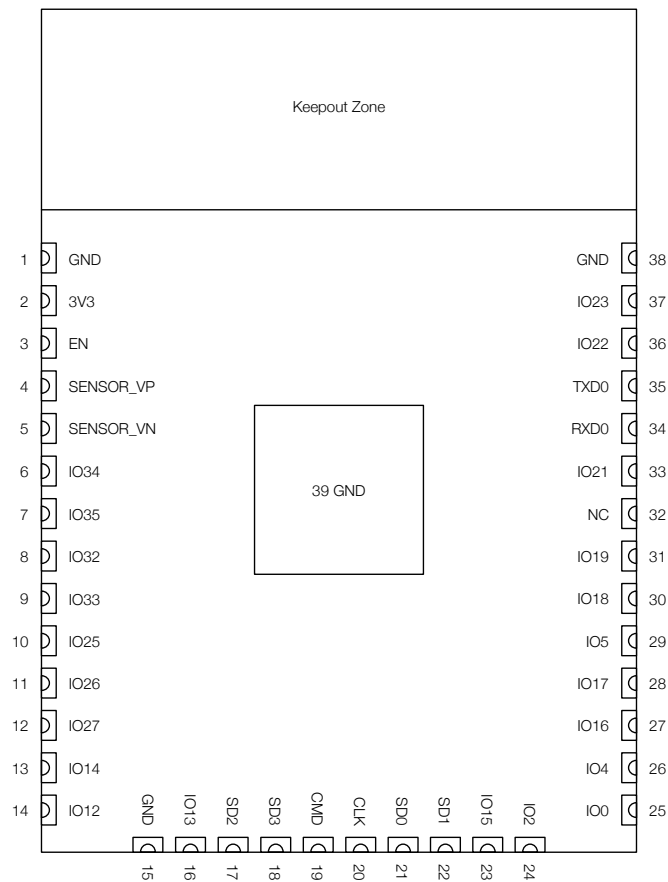 Keepout Zone
1 GND
2 3V3
3 EN
4 SENSOR_VP
5 SENSOR_VN
6 IO34
7 IO35
8 IO32
9 IO33
10 IO25
11 IO26
12 IO27
13 IO14
14 IO12
39 GND
GND 38
IO23 37
IO22 36
TXD0 35
RXD0 34
IO21 33
NC 32
IO19 31
IO18 30
IO5 29
IO17 28
IO16 27
IO4 26
IO0 25
GND 15
IO13 16
SD2 17
SD3 18
CMD 19
CLK 20
SD0 21
SD1 22
IO15 23
IO2 24